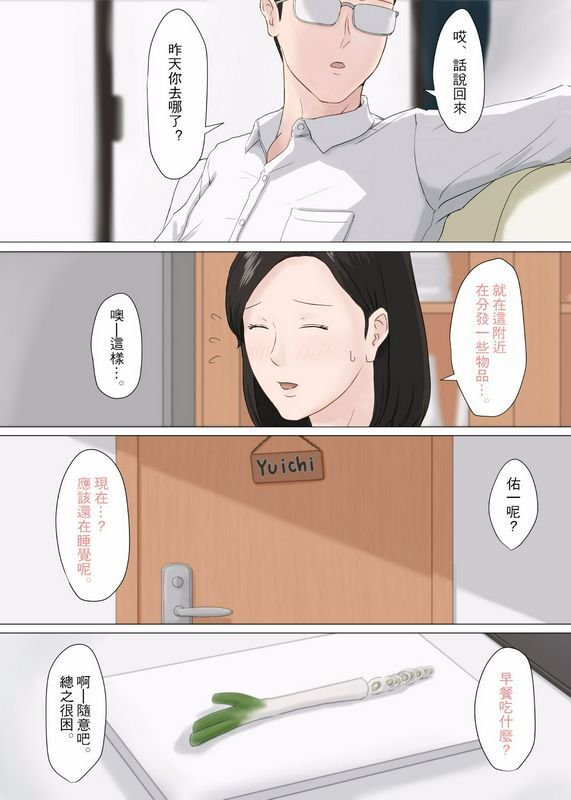 哎、話說回來
昨天你去哪了？
就在這附近
在分發一些物品…。
噢—這樣…。
Yuichi
佑一呢？
現在…？
應該還在睡覺呢。
早餐吃什麼？
啊—隨意吧。
總之很困。